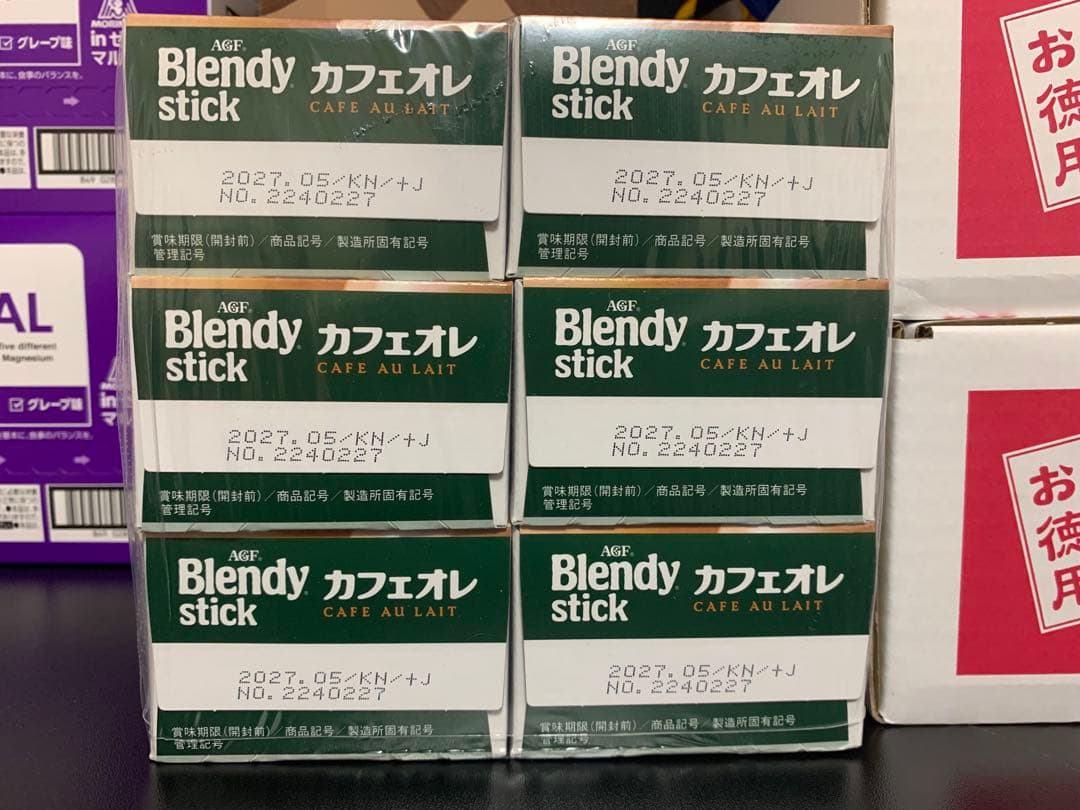 AGF
Blendy
stick
カフェオレ
CAFE AU LAIT
2027.05/KN/+J
NO. 2240227
賞味期限(開封前)/商品記号/製造所固有記号
管理記号
AGF
Blendy
stick
カフェオレ
CAFE AU LAIT
2027.05/KN/+J
NO. 2240227
賞味期限(開封前)/商品記号/製造所固有記号
管理記号
AGF
Blendy
stick
カフェオレ
CAFE AU LAIT
2027.05/KN/+J
NO. 2240227
賞味期限(開封前)/商品記号/製造所固有記号
管理記号
AGF
Blendy
stick
カフェオレ
CAFE AU LAIT
2027.05/KN/+J
NO. 2240227
賞味期限(開封前)/商品記号/製造所固有記号
管理記号
AGF
Blendy
stick
カフェオレ
CAFE AU LAIT
2027.05/KN/+J
NO. 2240227
賞味期限(開封前)/商品記号/製造所固有記号
管理記号
AGF
Blendy
stick
カフェオレ
CAFE AU LAIT
2027.05/KN/+J
NO. 2240227
賞味期限(開封前)/商品記号/製造所固有記号
管理記号
グレープ味
in
AL
different
Magnesium
グレープ味
お徳用
お徳用